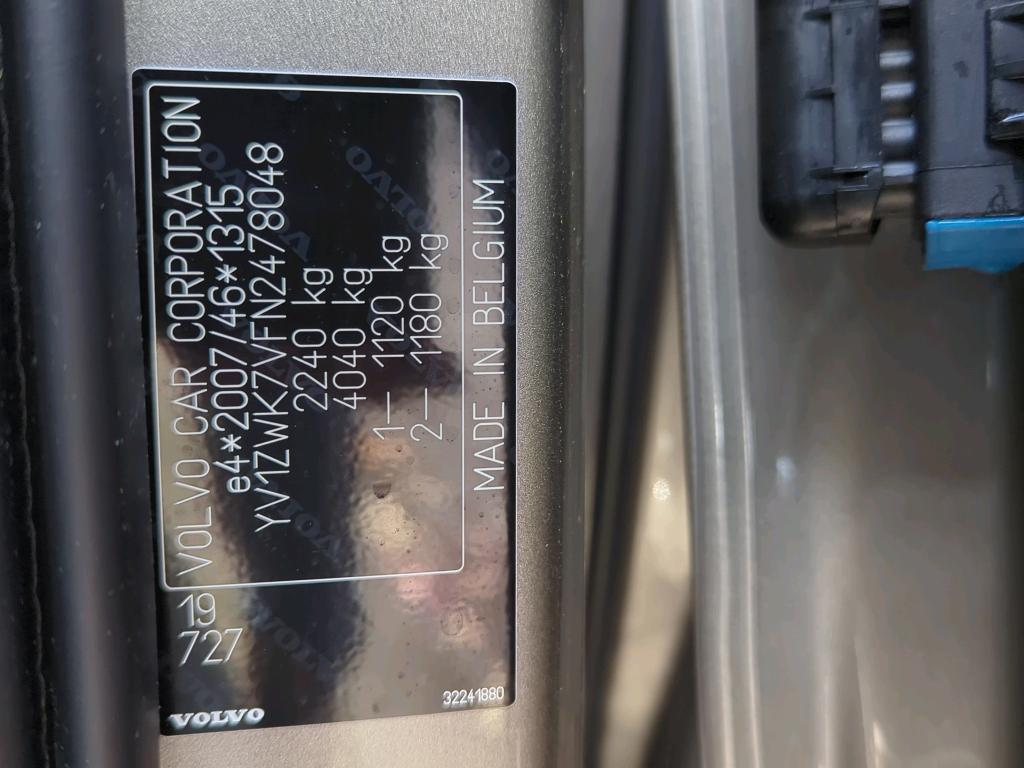 VOLVO CAR CORPORATION
e4*2007/46*1315
YV1ZWK7VFN2478048
2240 kg
4040 kg
1— 1120 kg
2— 1180 kg
MADE IN BELGIUM
19
727
VOLVO
32241880